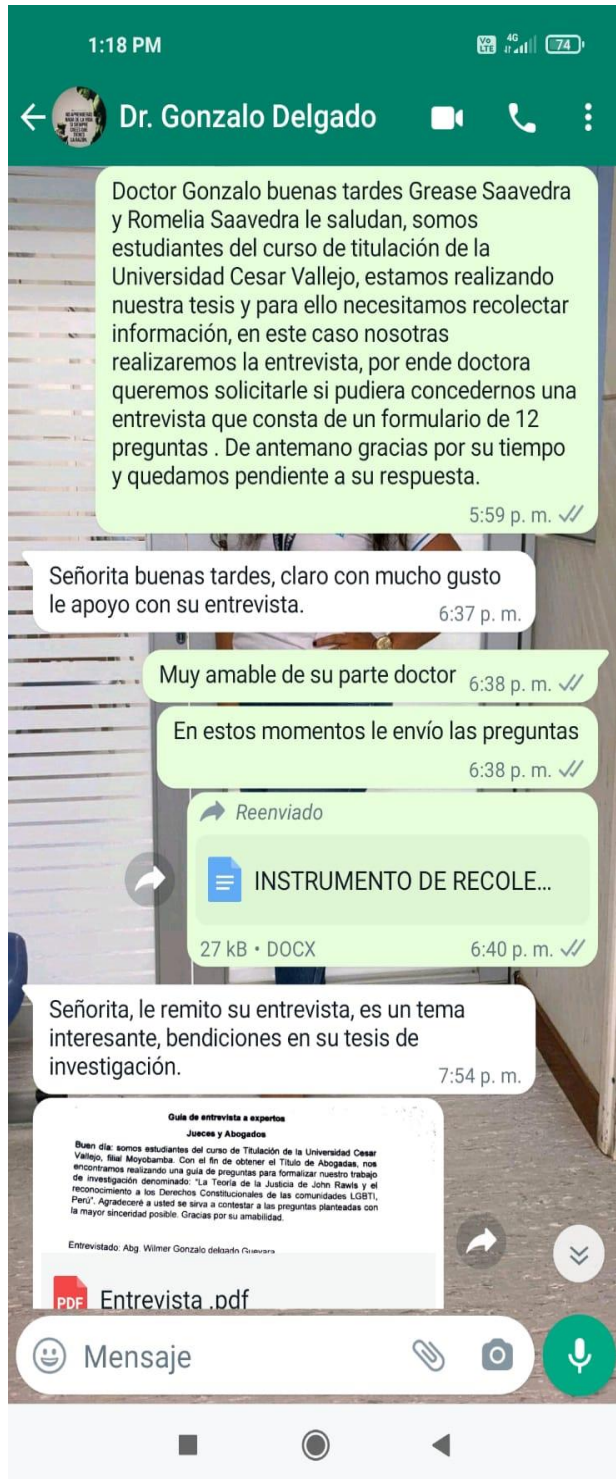 1:18 PM
Vo LTE
4G
74
Dr. Gonzalo Delgado
Doctor Gonzalo buenas tardes Grease Saavedra
y Romelia Saavedra le saludan, somos
estudiantes del curso de titulación de la
Universidad Cesar Vallejo, estamos realizando
nuestra tesis y para ello necesitamos recolectar
información, en este caso nosotras
realizaremos la entrevista, por ende doctora
queremos solicitarle si pudiera concedernos una
entrevista que consta de un formulario de 12
preguntas . De antemano gracias por su tiempo
y quedamos pendiente a su respuesta.
5:59 p. m.
Señorita buenas tardes, claro con mucho gusto
le apoyo con su entrevista.
6:37 p. m.
Muy amable de su parte doctor
6:38 p. m.
En estos momentos le envío las preguntas
6:38 p. m.
Reenviado
INSTRUMENTO DE RECOLE...
27 kB • DOCX
6:40 p. m.
Señorita, le remito su entrevista, es un tema
interesante, bendiciones en su tesis de
investigación.
7:54 p. m.
Guia de entrevista a expertos
Jueces y Abogados
Buen día: somos estudiantes del curso de Titulación de la Universidad Cesar
Vallejo, filial Moyobamba. Con el fin de obtener el Título de Abogadas, nos
encontramos realizando una guía de preguntas para formalizar nuestro trabajo
de investigación denominado: "La Teoría de la Justicia de John Rawls y el
reconocimiento a los Derechos Constitucionales de las comunidades LGBTI,
Perú". Agradeceré a usted se sirva a contestar a las preguntas planteadas con
la mayor sinceridad posible. Gracias por su amabilidad.
Entrevistado: Abg. Wilmer Gonzalo delgado Guevara
PDF
Entrevista .pdf
Mensaje